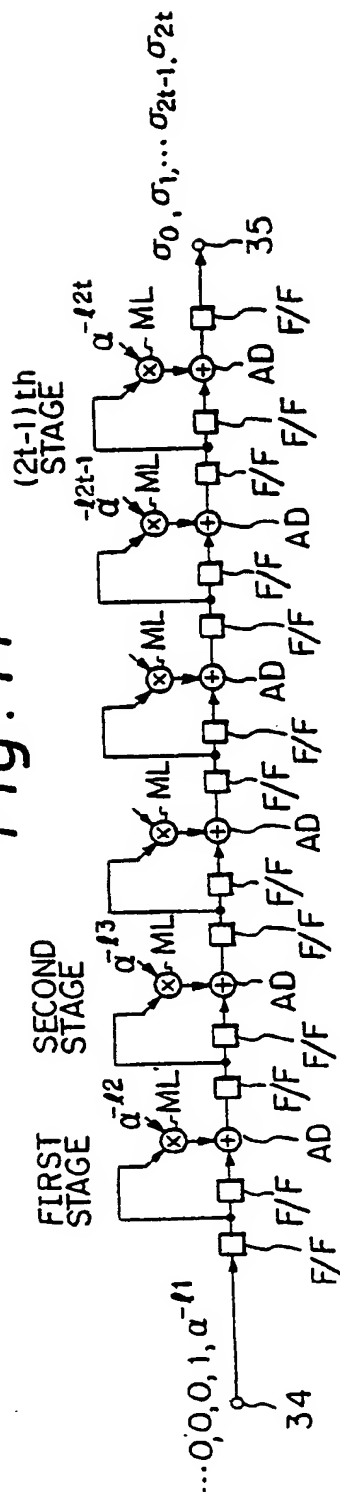 Fig.
FIRST STAGE
SECOND STAGE
(2t-1)th STAGE
α^-ℓ2
α^-ℓ3
α^-ℓ2t-1
α^-ℓ2t
ML
ML
ML
ML
ML
ML
...0,0,0,1, α^-ℓ1
σ0, σ1, ... σ2t-1, σ2t
34
F/F
F/F
AD
F/F
F/F
AD
F/F
F/F
AD
F/F
F/F
AD
F/F
F/F
AD
F/F
F/F
AD
F/F
35